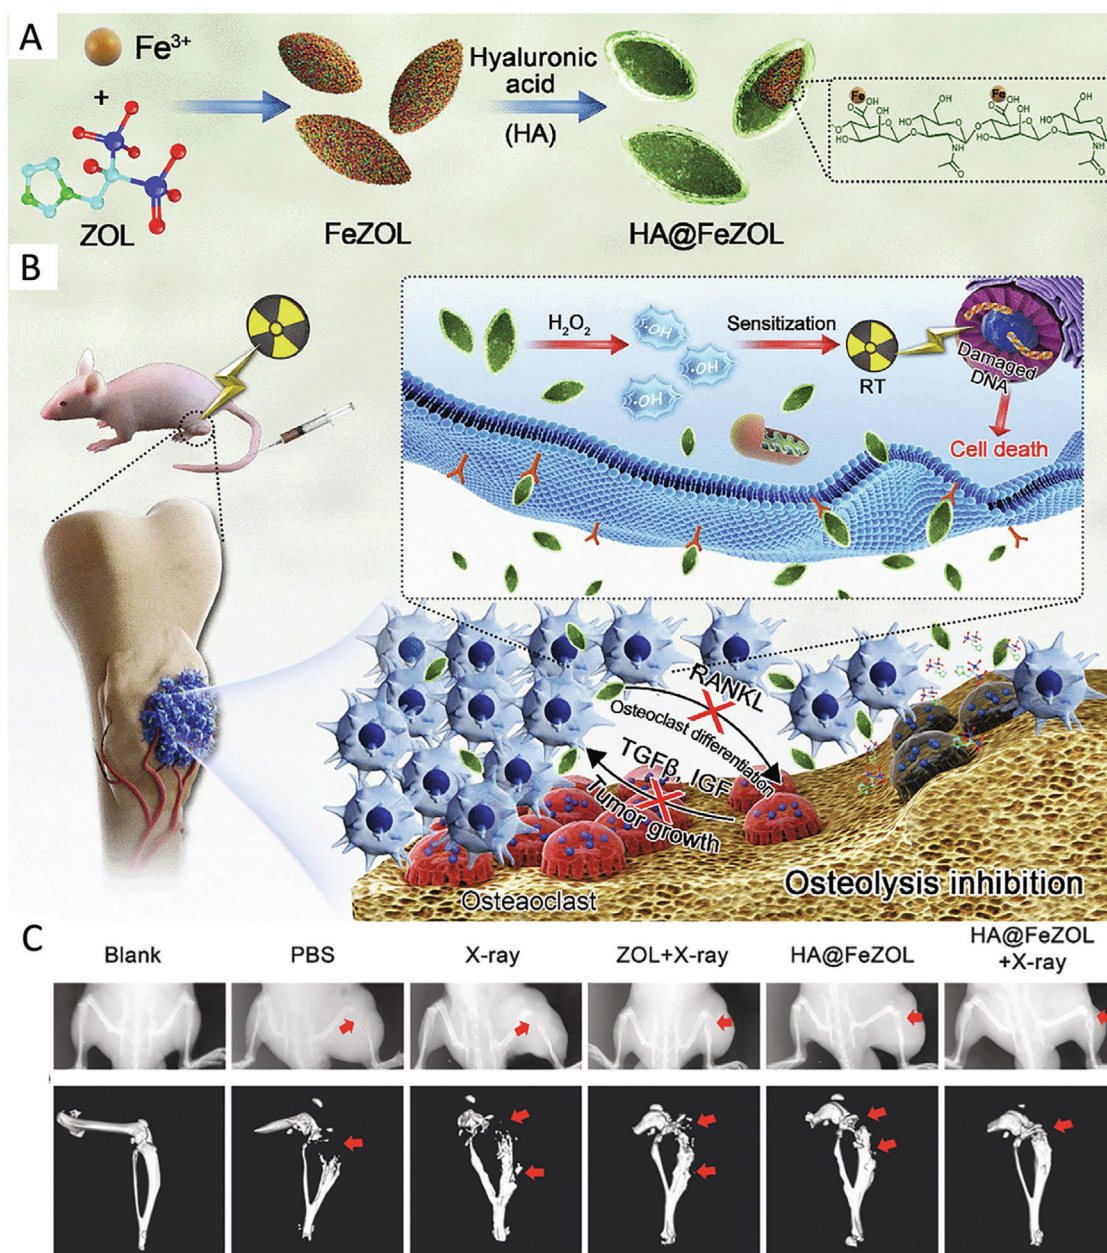 A
Fe³⁺
+
ZOL
FeZOL
Hyaluronic
acid
(HA)
HA@FeZOL
Fe
Fe
B
H₂O₂
·OH
·OH
·OH
Sensitization
RT
Damaged
DNA
Cell death
RANKL
Osteoclast differentiation
TGFβ, IGF
Tumor growth
Osteaoclast
Osteolysis inhibition
C
Blank
PBS
X-ray
ZOL+X-ray
HA@FeZOL
HA@FeZOL
+X-ray